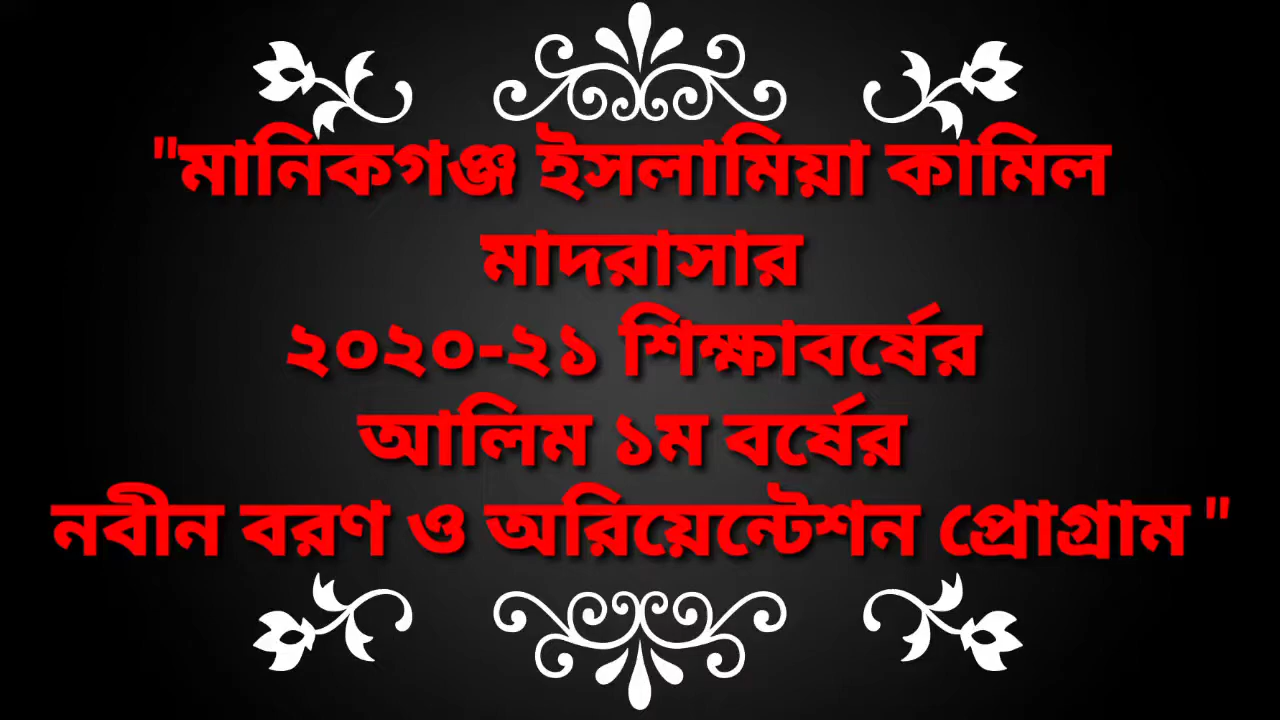 "মানিকগঞ্জ ইসলামিয়া কামিল
মাদরাসার
২০২০-২১ শিক্ষাবর্ষের
আলিম ১ম বর্ষের
নবীন বরণ ও অরিয়েন্টেশন প্রোগ্রাম "